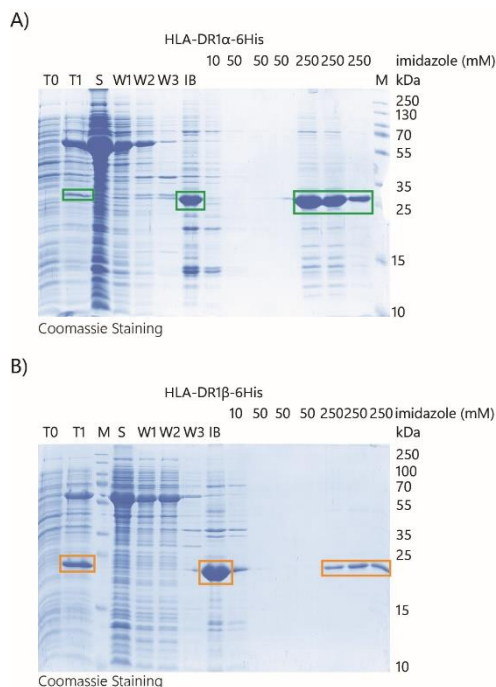 A)
HLA-DR1α-6His
10 50 50 50 250 250 250 imidazole (mM)
T0 T1 S W1 W2 W3 IB M kDa
250
130
70
55
35
25
15
10
Coomassie Staining
B)
HLA-DR1β-6His
10 50 50 50 250 250 250 imidazole (mM)
T0 T1 M S W1 W2 W3 IB kDa
250
100
70
55
35
25
15
10
Coomassie Staining